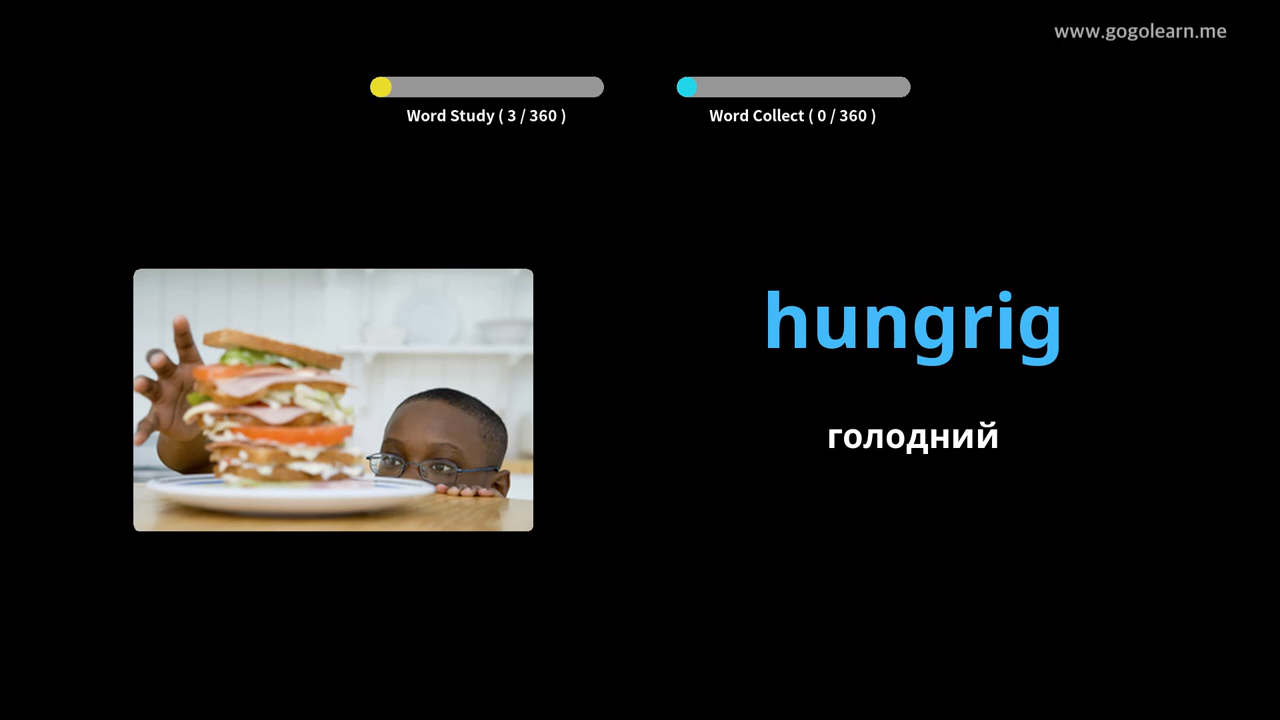 www.gogolearn.me
Word Study ( 3 / 360 )
Word Collect ( 0 / 360 )
hungrig
голодний